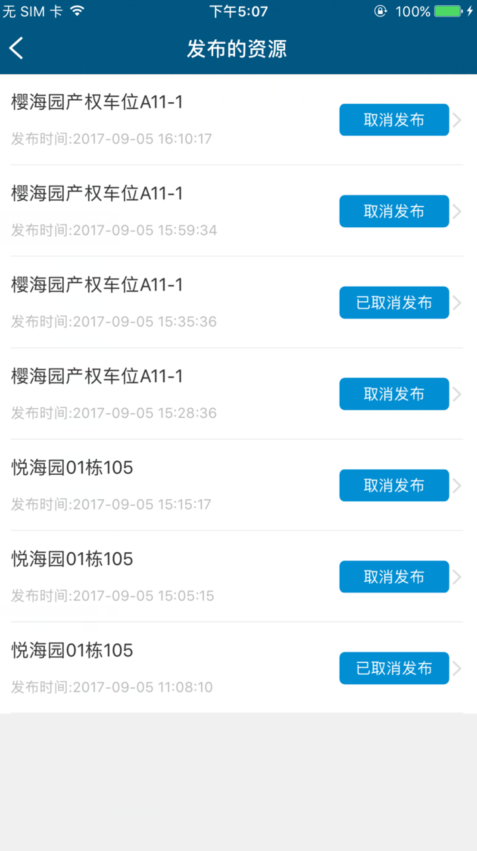 无 SIM 卡 下午5:07 100%
发布的资源
樱海园产权车位A11-1
取消发布
发布时间:2017-09-05 16:10:17
樱海园产权车位A11-1
取消发布
发布时间:2017-09-05 15:59:34
樱海园产权车位A11-1
已取消发布
发布时间:2017-09-05 15:35:36
樱海园产权车位A11-1
取消发布
发布时间:2017-09-05 15:28:36
悦海园01栋105
取消发布
发布时间:2017-09-05 15:15:17
悦海园01栋105
取消发布
发布时间:2017-09-05 15:05:15
悦海园01栋105
已取消发布
发布时间:2017-09-05 11:08:10